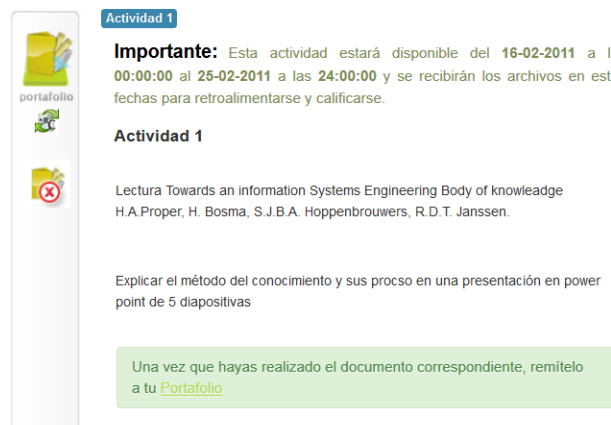 Actividad 1
portafolio
Importante: Esta actividad estará disponible del 16-02-2011 a l
00:00:00 al 25-02-2011 a las 24:00:00 y se recibirán los archivos en est
fechas para retroalimentarse y calificarse.
Actividad 1
Lectura Towards an information Systems Engineering Body of knowleadge
H.A.Proper, H. Bosma, S.J.B.A. Hoppenbrouwers, R.D.T. Janssen.
Explicar el método del conocimiento y sus procso en una presentación en power
point de 5 diapositivas
Una vez que hayas realizado el documento correspondiente, remítelo
a tu Portafolio